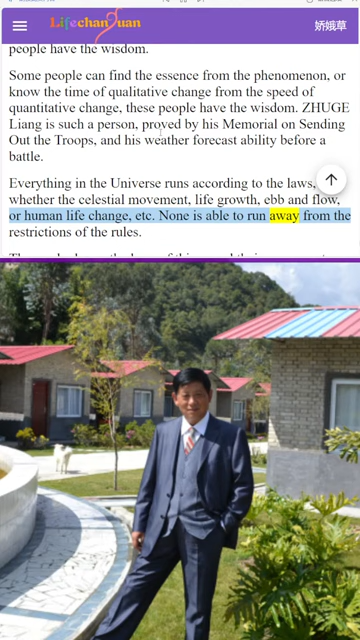 Lifechanyuan
娇娥草
people have the wisdom.
Some people can find the essence from the phenomenon, or
know the time of qualitative change from the speed of
quantitative change, these people have the wisdom. ZHUGE
Liang is such a person, proved by his Memorial on Sending
Out the Troops, and his weather forecast ability before a
battle.
Everything in the Universe runs according to the laws,
whether the celestial movement, life growth, ebb and flow,
or human life change, etc. None is able to run away from the
restrictions of the rules.